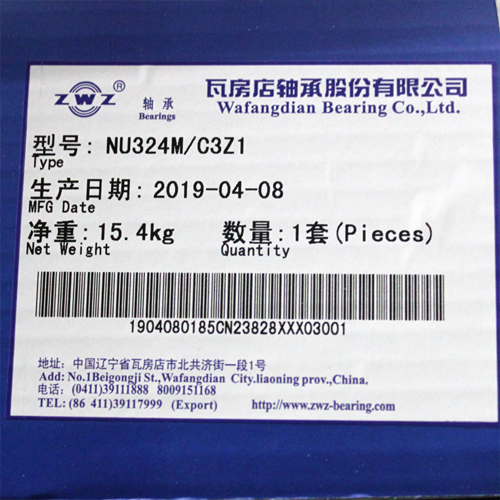 ZWZ ® 轴承 瓦房店轴承股份有限公司
Bearings Wafangdian Bearing Co.,Ltd.
型号: NU324M/C3Z1
Type
生产日期: 2019-04-08
MFG Date
净重: 15.4kg 数量: 1套(Pieces)
Net Weight Quantity
1904080185CN23828XXX03001
地址: 中国辽宁省瓦房店市北共济街一段1号
Add: No.1Beigongji St.,Wafangdian City.liaoning prov.,China.
电话: (0411)39111888 8009151168
TEL: (86 411)39117999 (Export) http://www.zwz-bearing.com